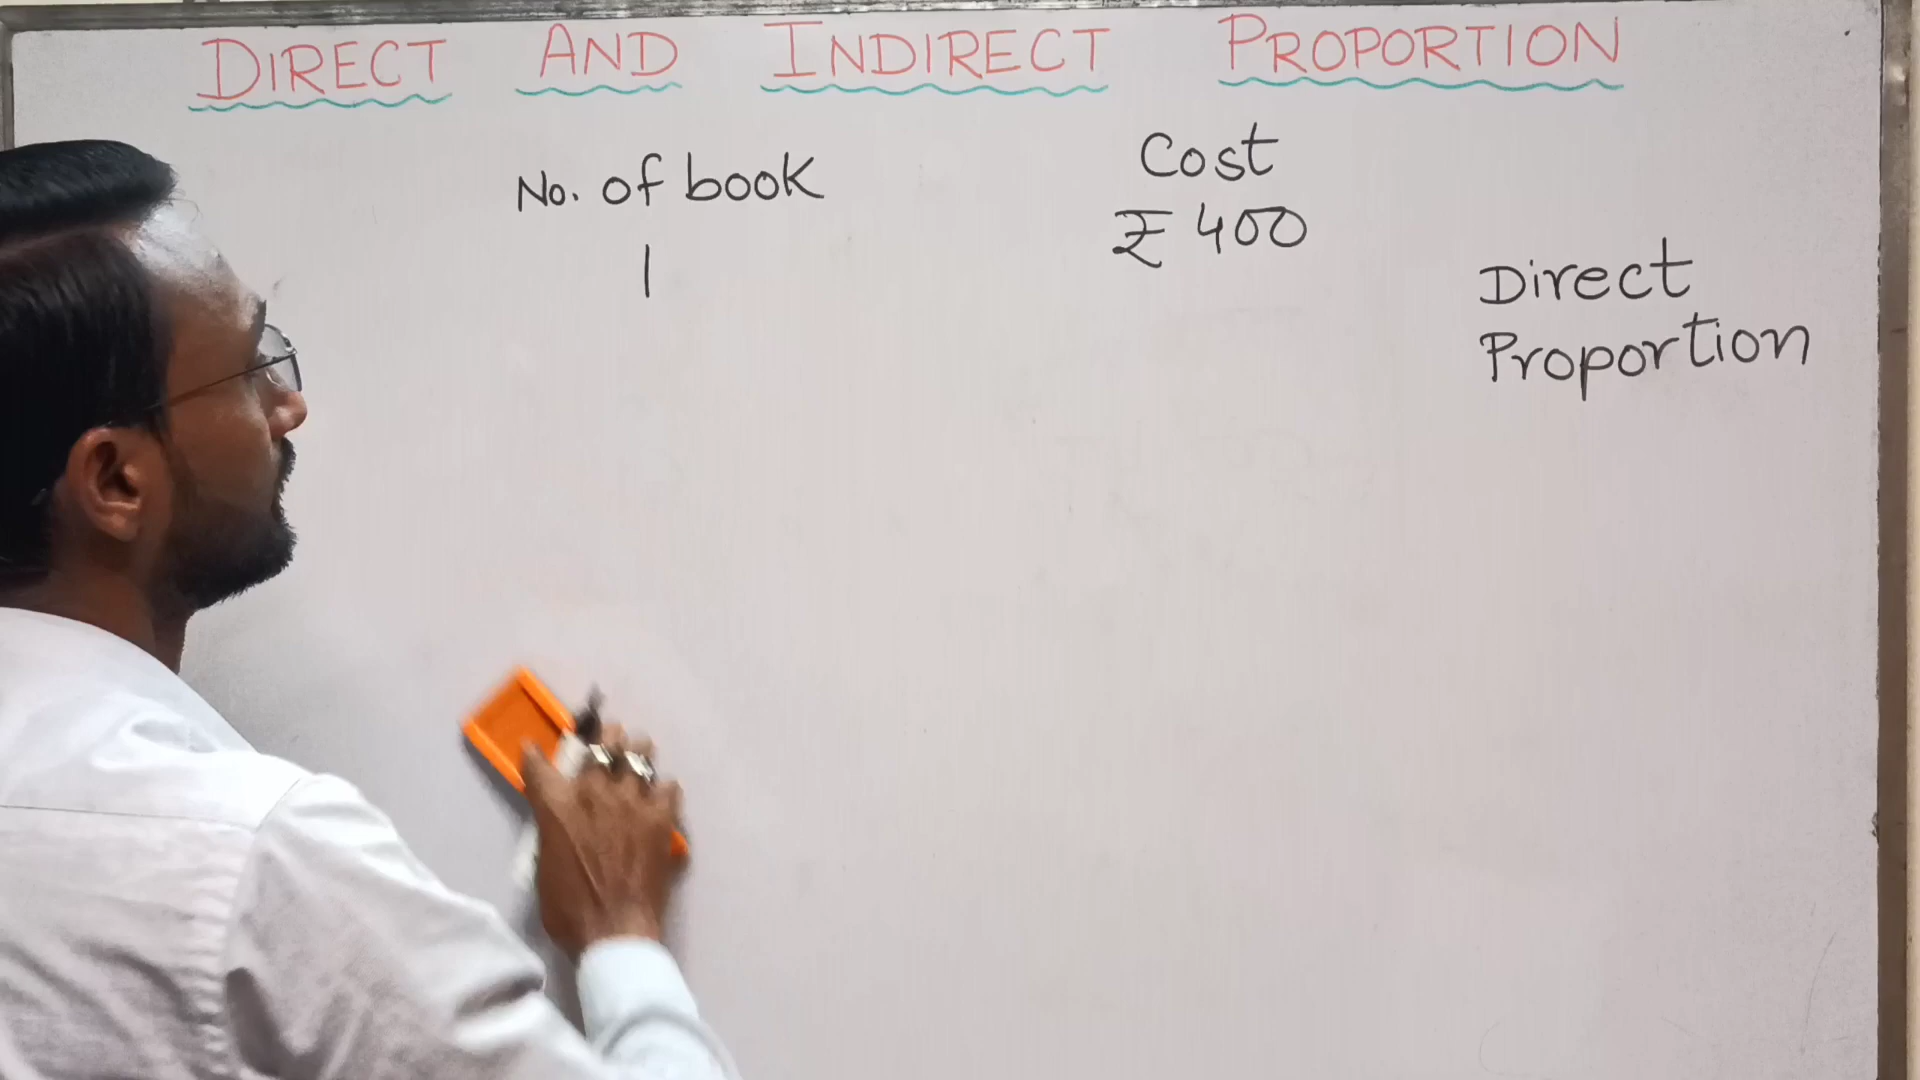 DIRECT AND INDIRECT PROPORTION
No. of book Cost
1 ₹ 400
Direct
Proportion